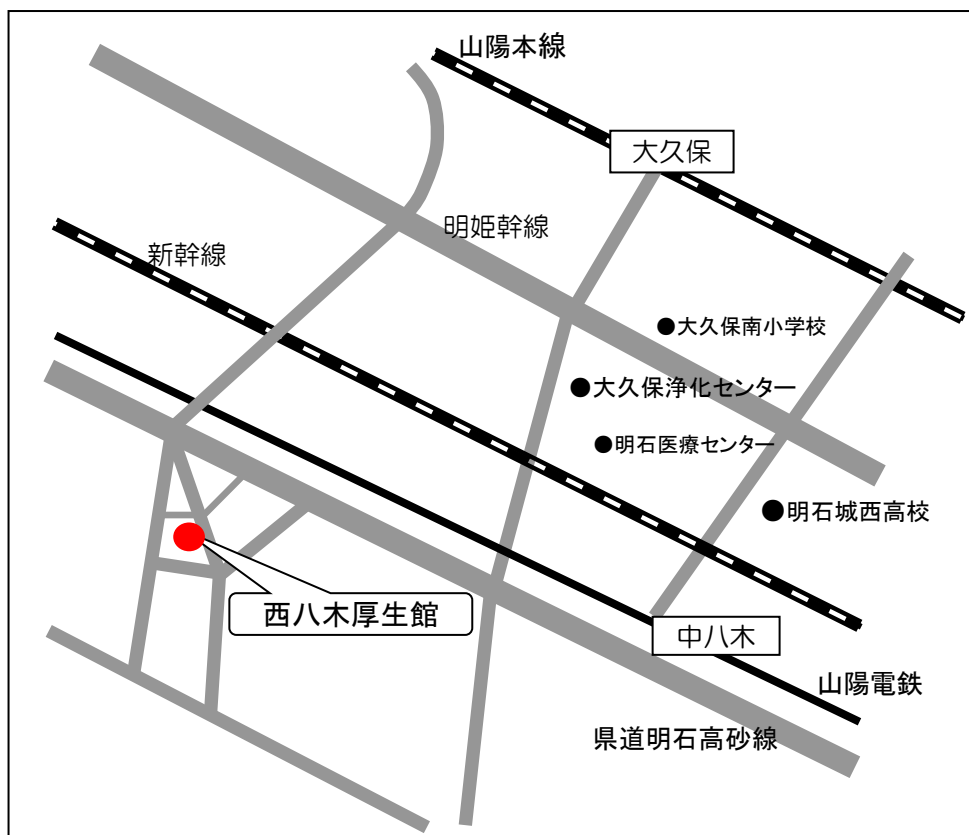 山陽本線
大久保
明姫幹線
新幹線
●大久保南小学校
●大久保浄化センター
●明石医療センター
●明石城西高校
西八木厚生館
中八木
山陽電鉄
県道明石高砂線